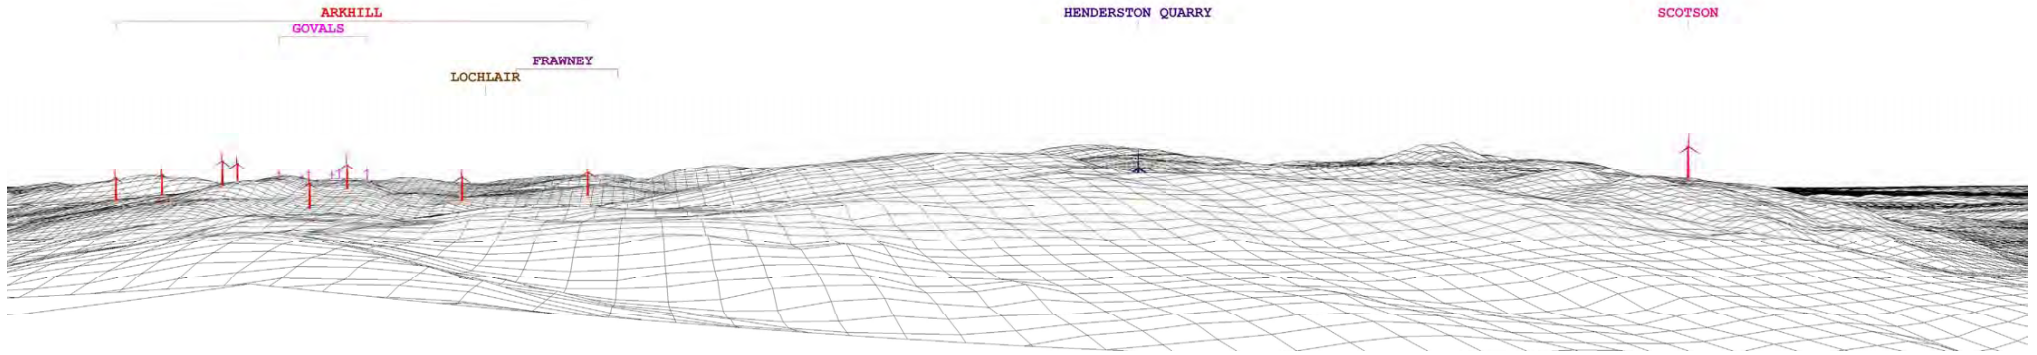 ARKHILL
HENDERSTON QUARRY
SCOTSON
GOVALS
FRAWNEY
LOCHLAIR